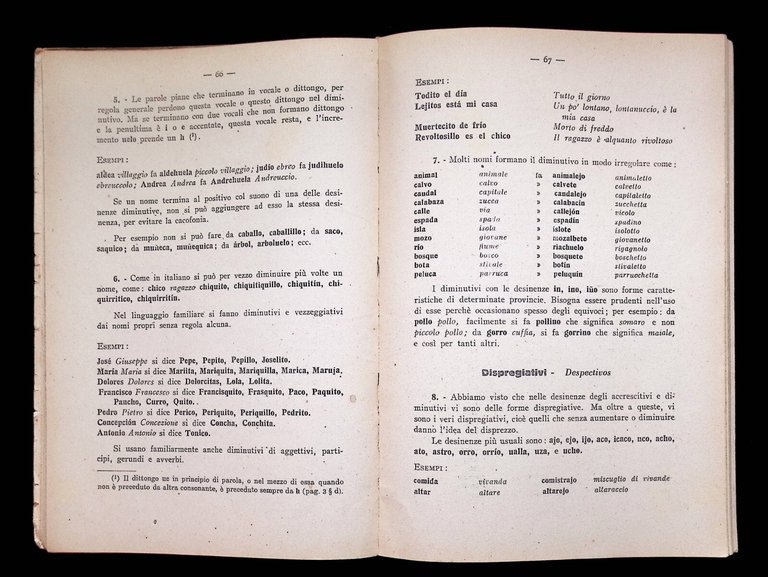 — 66 —
5. - Le parole piane che terminano in vocale o dittongo, per
regola generale perdono questa vocale o questo dittongo nel dimi-
nutivo. Ma se terminano con due vocali che non formano dittongo
e la penultima è i o e accentate, questa vocale resta, e l'incre-
mento uelo prende un h (¹).
ESEMPI:
aldea villaggio fa aldehuela piccolo villaggio; judío ebreo fa judihuelo
ebreuccolo; Andrea Andrea fa Andrehuela Andreuccio.
Se un nome termina al positivo col suono di una delle desi-
nenze diminutive, non si può aggiungere ad esso la stessa desi-
nenza, per evitare la cacofonia.
Per esempio non si può fare da caballo, caballillo; da saco,
saquico; da muñeca, muñequica; da árbol, arboluelo; ecc.
6. - Come in italiano si può per vezzo diminuire più volte un
nome, come: chico ragazzo chiquito, chiquitiquillo, chiquitín, chi-
quirritico, chiquirritín.
Nel linguaggio familiare si fanno diminutivi e vezzeggiativi
dai nomi propri senza regola alcuna.
ESEMPI:
José Giuseppe si dice Pepe, Pepito, Pepillo, Joselito.
María Maria si dice Mariita, Mariquita, Mariquilla, Marica, Maruja.
Dolores Dolores si dice Delorcitas, Lola, Lolita.
Francisco Francesco si dice Francisquito, Frasquito, Paco, Paquito,
Pancho, Curro, Quito.
Pedro Pietro si dice Perico, Periquito, Periquillo, Pedrito.
Concepción Concezione si dice Concha, Conchita.
Antonio Antonio si dice Tonico.
Si usano familiarmente anche diminutivi di aggettivi, parti-
cipi, gerundi e avverbi.
(¹) Il dittongo ue in principio di parola, o nel mezzo di essa quando
non è preceduto da altra consonante, è preceduto sempre da h (pag. 3 § d).
— 67 —
ESEMPI:
Todito el día Tutto il giorno
Lejitos está mi casa Un po' lontano, lontanuccio, è la
mia casa
Muertecito de frío Morto di freddo
Revoltosillo es el chico Il ragazzo è alquanto rivoltoso
7. - Molti nomi formano il diminutivo in modo irregolare come:
animal animale fa animalejo animaletto
calvo calvo » calvete calvetto
caudal capitale » caudalejo capitaletto
calabaza zucca » calabacín zucchetta
calle via » callejón vicolo
espada spada » espadín spadino
isla isola » islote isolotto
mozo giovane » mozalbete giovanetto
río fiume » riachuelo rigagnolo
bosque bosco » bosquete boschetto
bota stivale » botín stivaletto
peluca parrucca » peluquín parrucchetta
I diminutivi con le desinenze in, ino, iño sono forme caratte-
ristiche di determinate provincie. Bisogna essere prudenti nell'uso
di esse perchè occasionano spesso degli equivoci; per esempio: da
pollo pollo, facilmente si fa pollino che significa somaro e non
piccolo pollo; da gorro cuffia, si fa gorrino che significa maiale,
e così per tanti altri.
Dispregiativi - Despectivos
8. - Abbiamo visto che nelle desinenze degli accrescitivi e di-
minutivi vi sono delle forme dispregiative. Ma oltre a queste, vi
sono i veri dispregiativi, cioè quelli che senza aumentare o diminuire
danno l'idea del disprezzo.
Le desinenze più usuali sono: ajo, ejo, ijo, aco, icaco, uco, acho,
ato, astro, orro, orrio, ualla, uza, e ucho.
ESEMPI:
comida vivanda comistrajo miscuglio di vivande
altar altare altarejo altaraccio